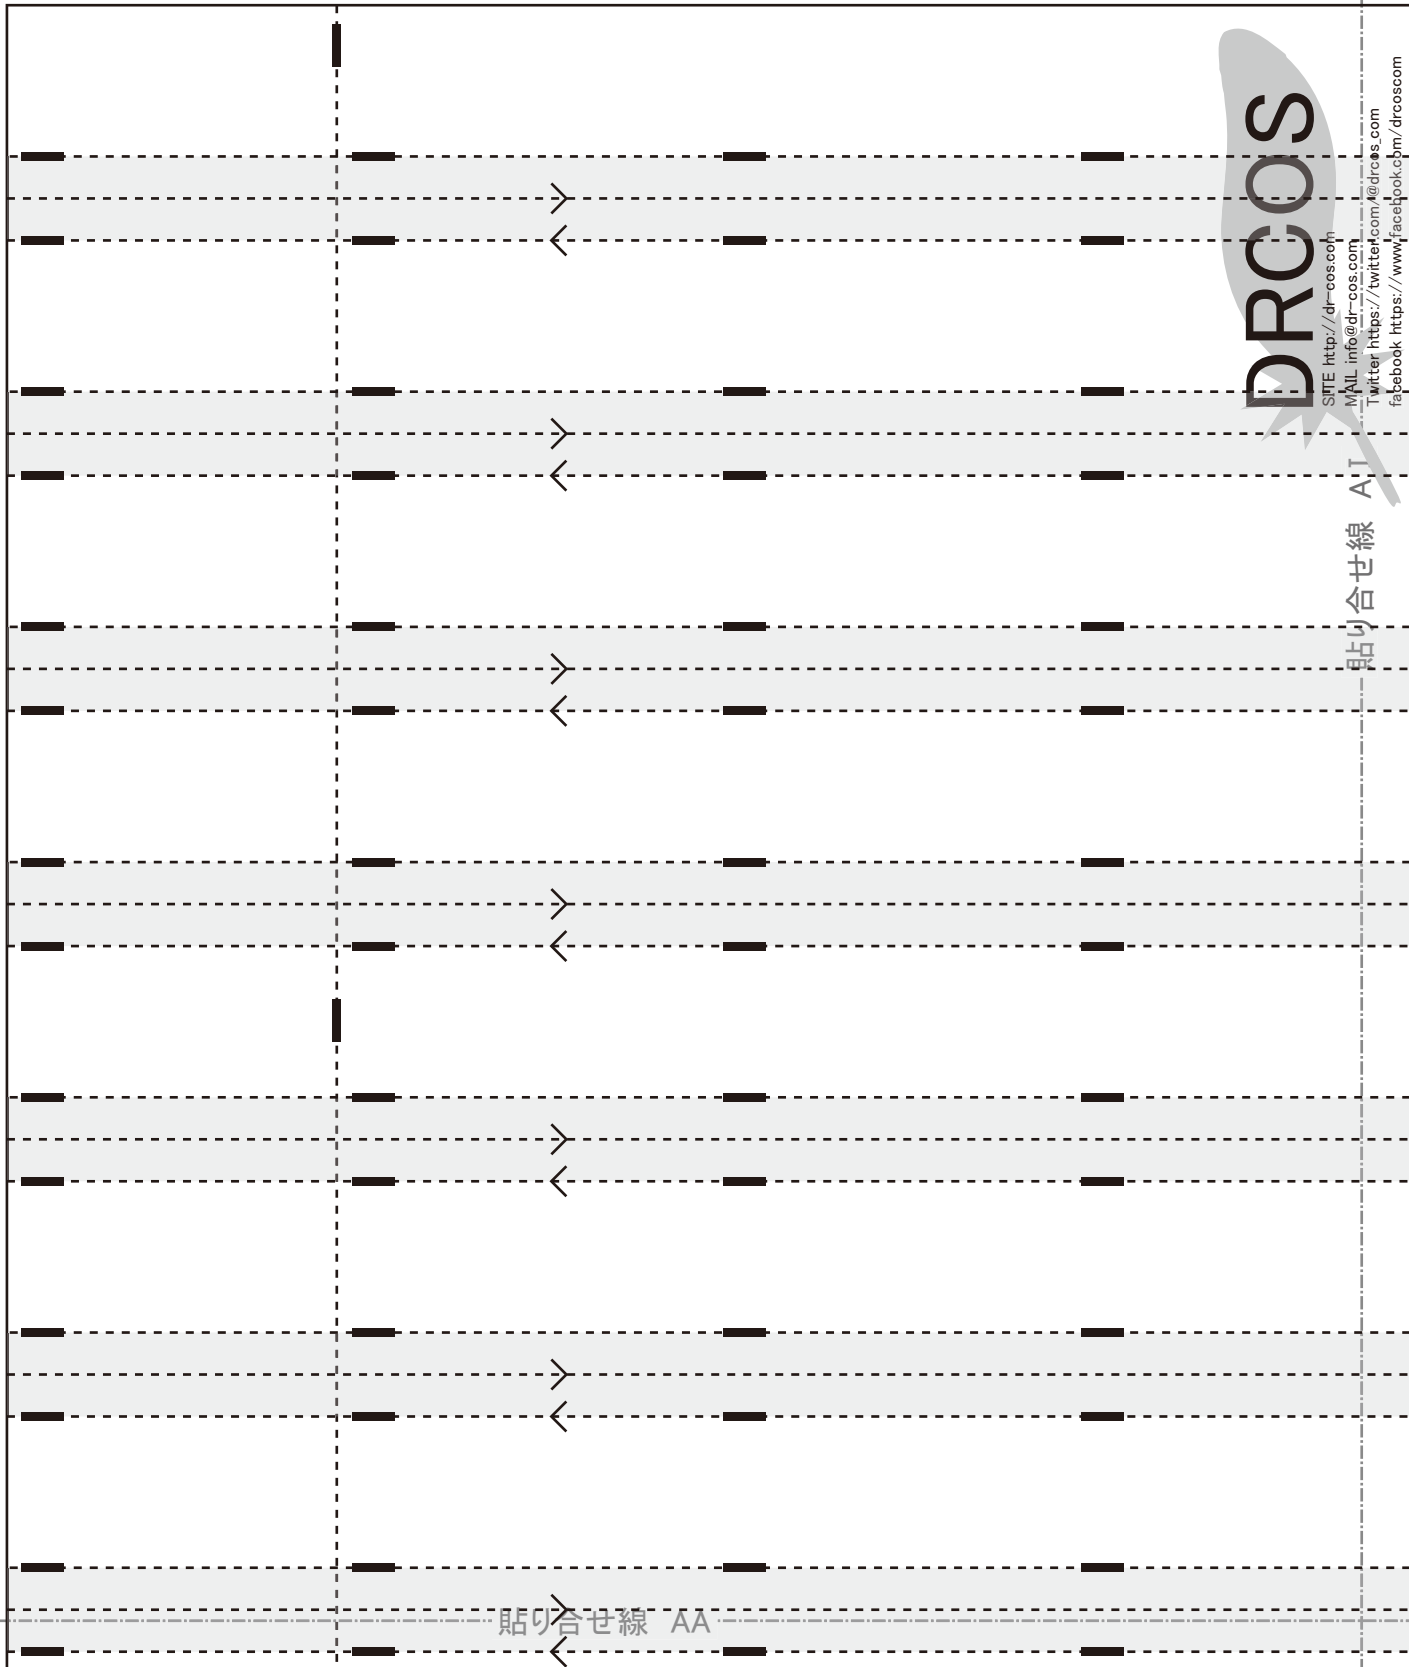 DRCOS
SITE http://dr-cos.com
MAIL info@dr-cos.com
Twitter https://twitter.com/@drcos_com
facebook https://www.facebook.com/drcoscom
貼り合せ線 AI
貼り合せ線 AA